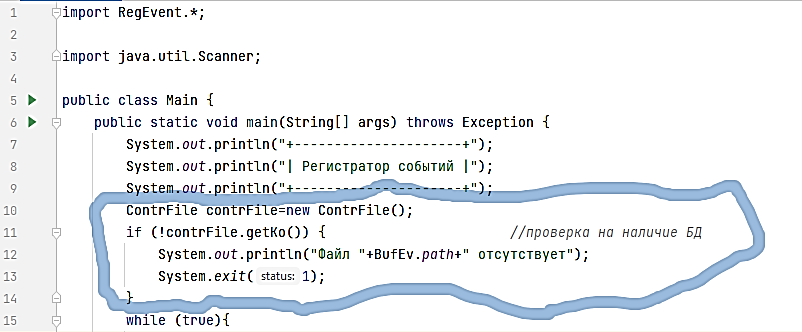 1 import RegEvent.*;
2
3 import java.util.Scanner;
4
5 public class Main {
6 public static void main(String[] args) throws Exception {
7 System.out.println("+---------------------+");
8 System.out.println("| Регистратор событий |");
9 System.out.println("+---------------------+");
10 ContrFile contrFile=new ContrFile();
11 if (!contrFile.getKo()) { //проверка на наличие БД
12 System.out.println("Файл "+BufEv.path+" отсутствует");
13 System.exit( status: 1);
14 }
15 while (true){